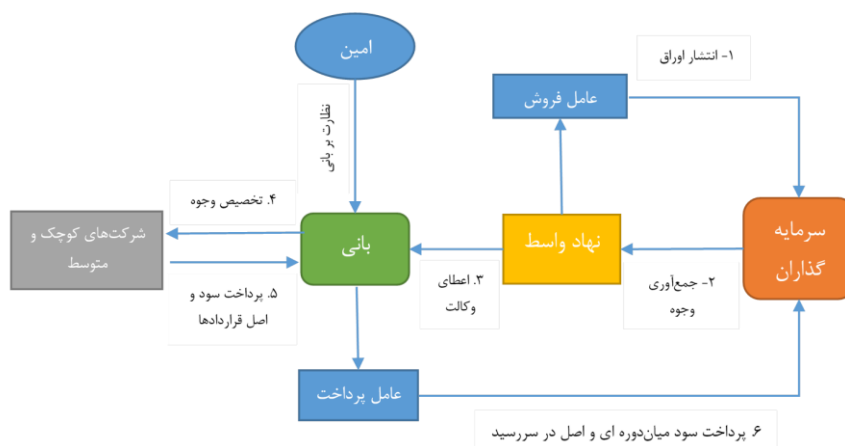 امین
۱- انتشار اوراق
عامل فروش
نظارت بر بانی
۴. تخصیص وجوه
سرمایه
گذاران
نهاد واسط
بانی
شرکت‌های کوچک و
متوسط
۳. اعطای
وکالت
۲- جمع‌آوری
وجوه
۵. پرداخت سود و
اصل قراردادها
عامل پرداخت
۶. پرداخت سود میان‌دوره ای و اصل در سررسید